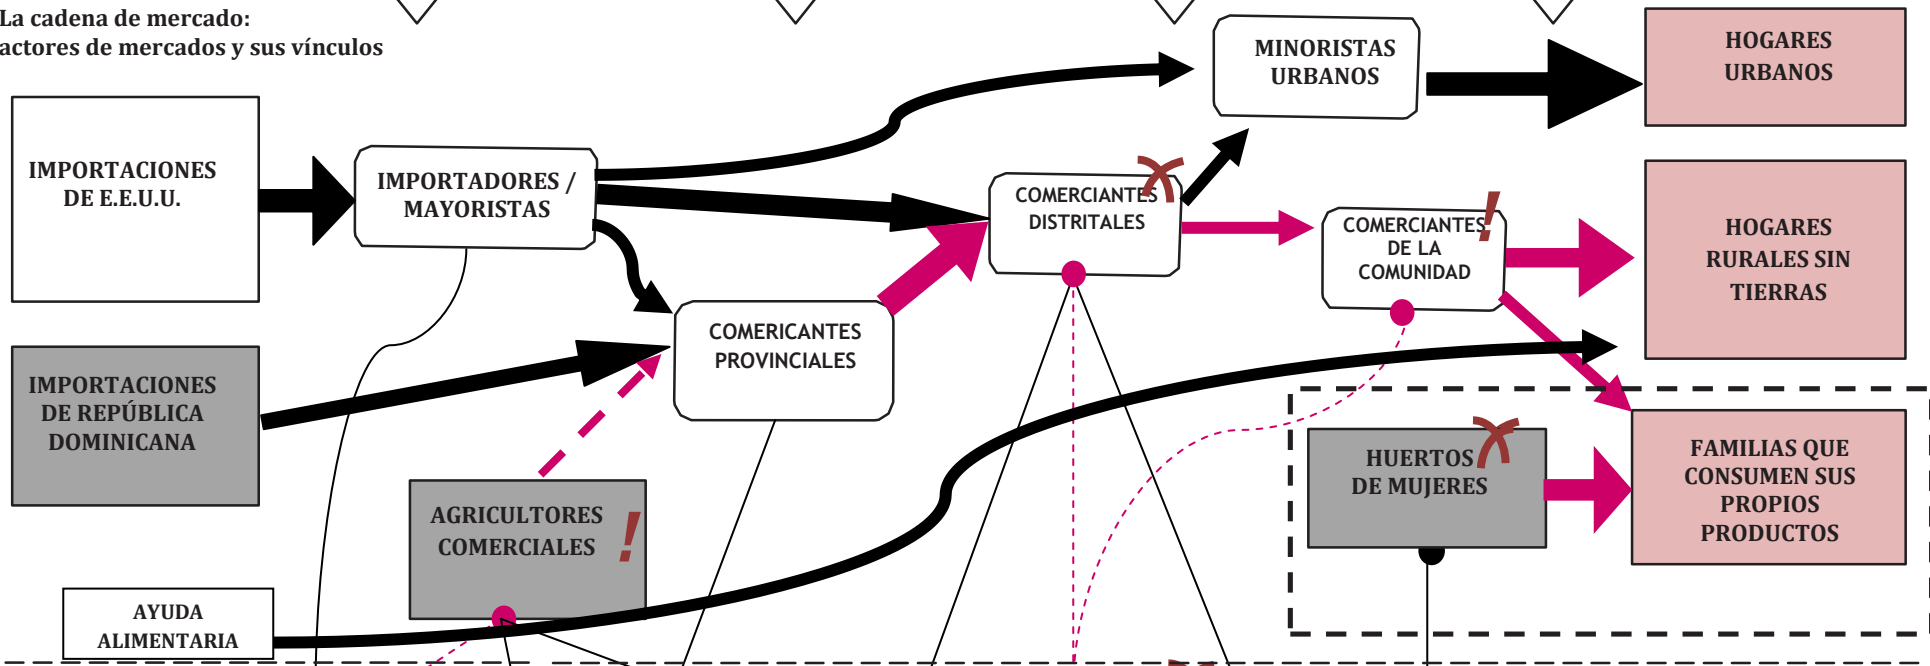 La cadena de mercado:
actores de mercados y sus vínculos
MINORISTAS
URBANOS
HOGARES
URBANOS
IMPORTACIONES
DE E.E.U.U.
IMPORTADORES /
MAYORISTAS
COMERCIANTES
DISTRITALES
COMERCIANTES
DE LA
COMUNIDAD
!
HOGARES
RURALES SIN
TIERRAS
COMERICANTES
PROVINCIALES
IMPORTACIONES
DE REPÚBLICA
DOMINICANA
AGRICULTORES
COMERCIALES
!
HUERTOS
DE MUJERES
FAMILIAS QUE
CONSUMEN SUS
PROPIOS
PRODUCTOS
AYUDA
ALIMENTARIA